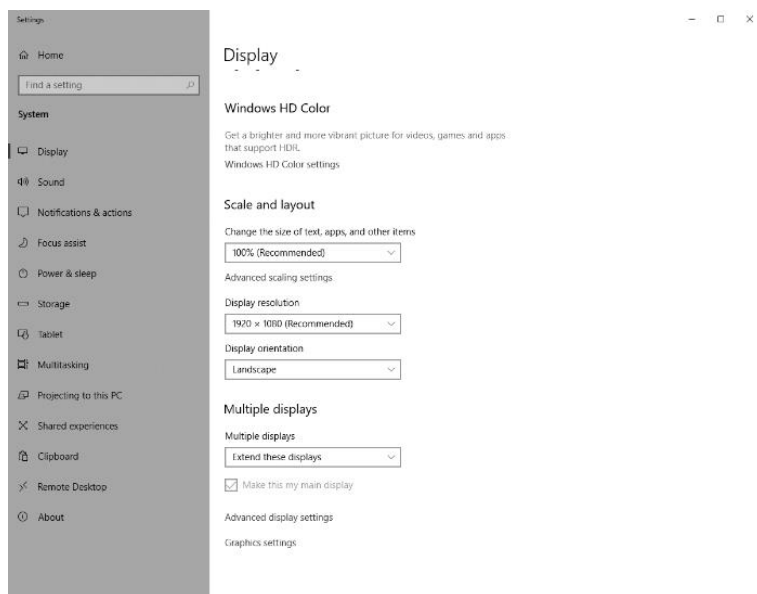 Settings
Home
Find a setting
System
Display
Sound
Notifications & actions
Focus assist
Power & sleep
Storage
Tablet
Multitasking
Projecting to this PC
Shared experiences
Clipboard
Remote Desktop
About
Display
Windows HD Color
Get a brighter and more vibrant picture for videos, games and apps
that support HDR.
Windows HD Color settings
Scale and layout
Change the size of text, apps, and other items
100% (Recommended)
Advanced scaling settings
Display resolution
1920 × 1080 (Recommended)
Display orientation
Landscape
Multiple displays
Multiple displays
Extend these displays
Make this my main display
Advanced display settings
Graphics settings